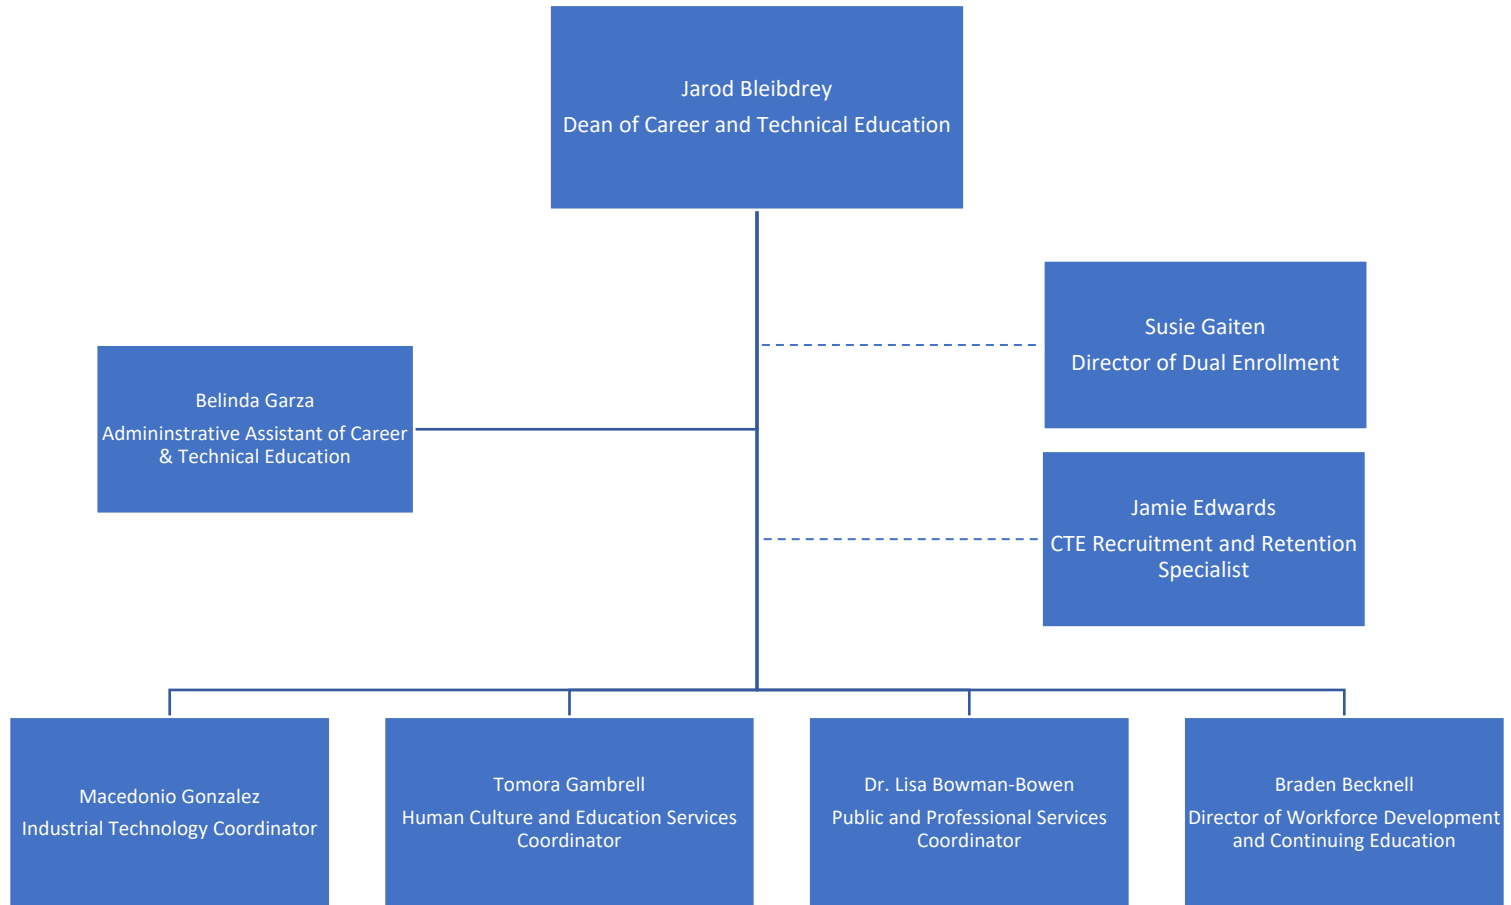 Jarod Bleibdrey
Dean of Career and Technical Education
Susie Gaiten
Director of Dual Enrollment
Belinda Garza
Admininstrative Assistant of Career
& Technical Education
Jamie Edwards
CTE Recruitment and Retention
Specialist
Macedonio Gonzalez
Industrial Technology Coordinator
Tomora Gambrell
Human Culture and Education Services
Coordinator
Dr. Lisa Bowman-Bowen
Public and Professional Services
Coordinator
Braden Becknell
Director of Workforce Development
and Continuing Education